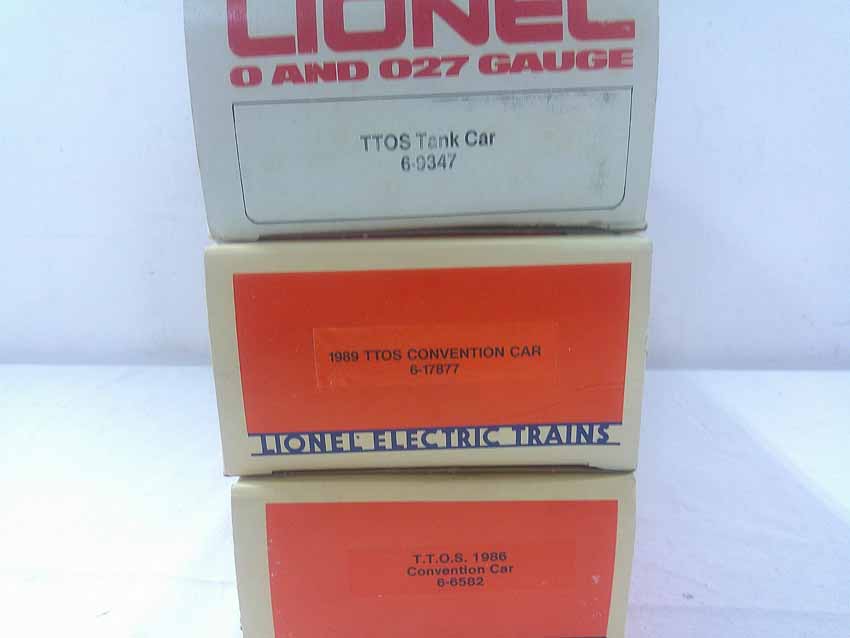 LIONEL
O AND O27 GAUGE
TTOS Tank Car
6-9347
1989 TTOS CONVENTION CAR
6-17877
LIONEL ELECTRIC TRAINS
T.T.O.S. 1986
Convention Car
6-6582